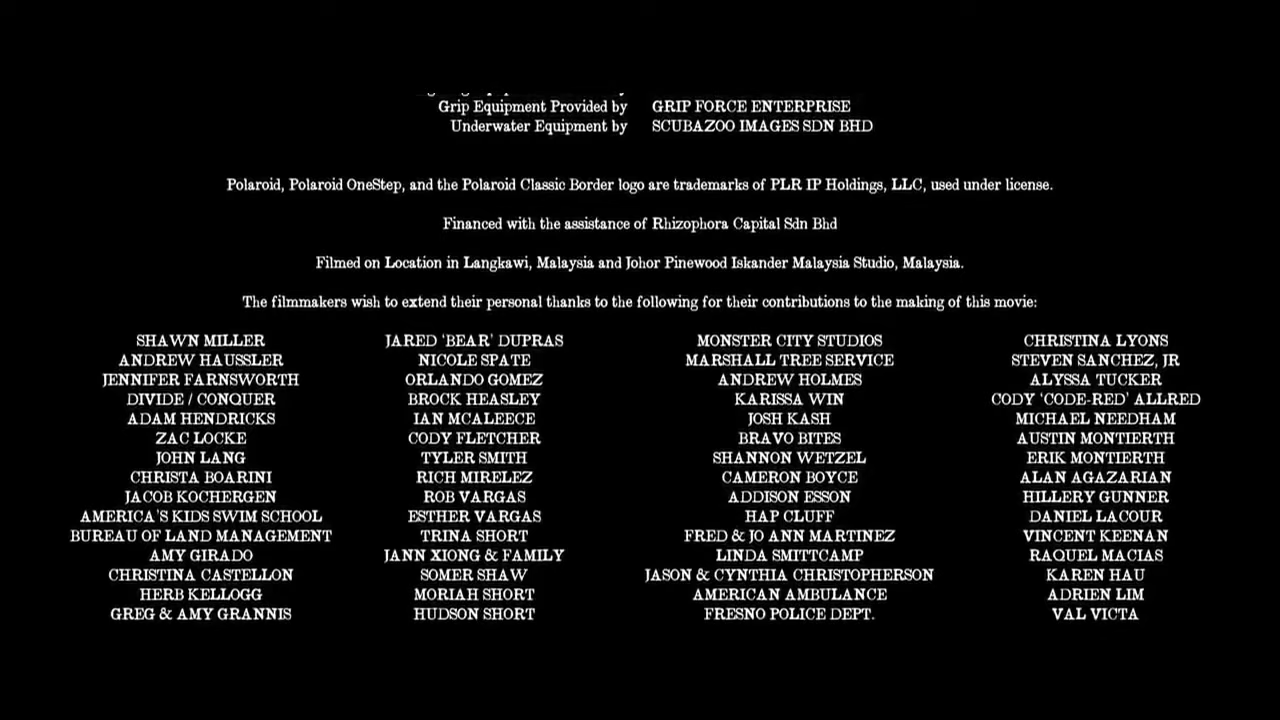 Grip Equipment Provided by GRIP FORCE ENTERPRISE
Underwater Equipment by SCUBAZOO IMAGES SDN BHD
Polaroid, Polaroid OneStep, and the Polaroid Classic Border logo are trademarks of PLR IP Holdings, LLC, used under license.
Financed with the assistance of Rhizophora Capital Sdn Bhd
Filmed on Location in Langkawi, Malaysia and Johor Pinewood Iskander Malaysia Studio, Malaysia.
The filmmakers wish to extend their personal thanks to the following for their contributions to the making of this movie:
SHAWN MILLER
ANDREW HAUSSLER
JENNIFER FARNSWORTH
DIVIDE / CONQUER
ADAM HENDRICKS
ZAC LOCKE
JOHN LANG
CHRISTA BOARINI
JACOB KOCHERGEN
AMERICA'S KIDS SWIM SCHOOL
BUREAU OF LAND MANAGEMENT
AMY GIRADO
CHRISTINA CASTELLON
HERB KELLOGG
GREG & AMY GRANNIS
JARED 'BEAR' DUPRAS
NICOLE SPATE
ORLANDO GOMEZ
BROCK HEASLEY
IAN MCALEECE
CODY FLETCHER
TYLER SMITH
RICH MIRELEZ
ROB VARGAS
ESTHER VARGAS
TRINA SHORT
JANN XIONG & FAMILY
SOMER SHAW
MORIAH SHORT
HUDSON SHORT
MONSTER CITY STUDIOS
MARSHALL TREE SERVICE
ANDREW HOLMES
KARISSA WIN
JOSH KASH
BRAVO BITES
SHANNON WETZEL
CAMERON BOYCE
ADDISON ESSON
HAP CLUFF
FRED & JO ANN MARTINEZ
LINDA SMITTCAMP
JASON & CYNTHIA CHRISTOPHERSON
AMERICAN AMBULANCE
FRESNO POLICE DEPT.
CHRISTINA LYONS
STEVEN SANCHEZ, JR
ALYSSA TUCKER
CODY 'CODE-RED' ALLRED
MICHAEL NEEDHAM
AUSTIN MONTIERTH
ERIK MONTIERTH
ALAN AGAZARIAN
HILLERY GUNNER
DANIEL LACOUR
VINCENT KEENAN
RAQUEL MACIAS
KAREN HAU
ADRIEN LIM
VAL VICTA